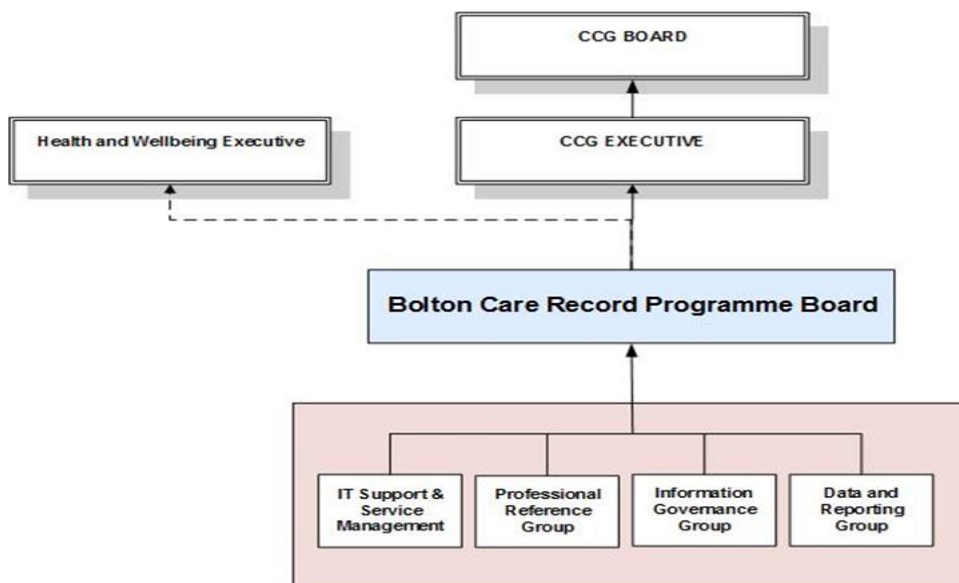 CCG BOARD
Health and Wellbeing Executive
CCG EXECUTIVE
Bolton Care Record Programme Board
IT Support &
Service
Management
Professional
Reference
Group
Information
Governance
Group
Data and
Reporting
Group